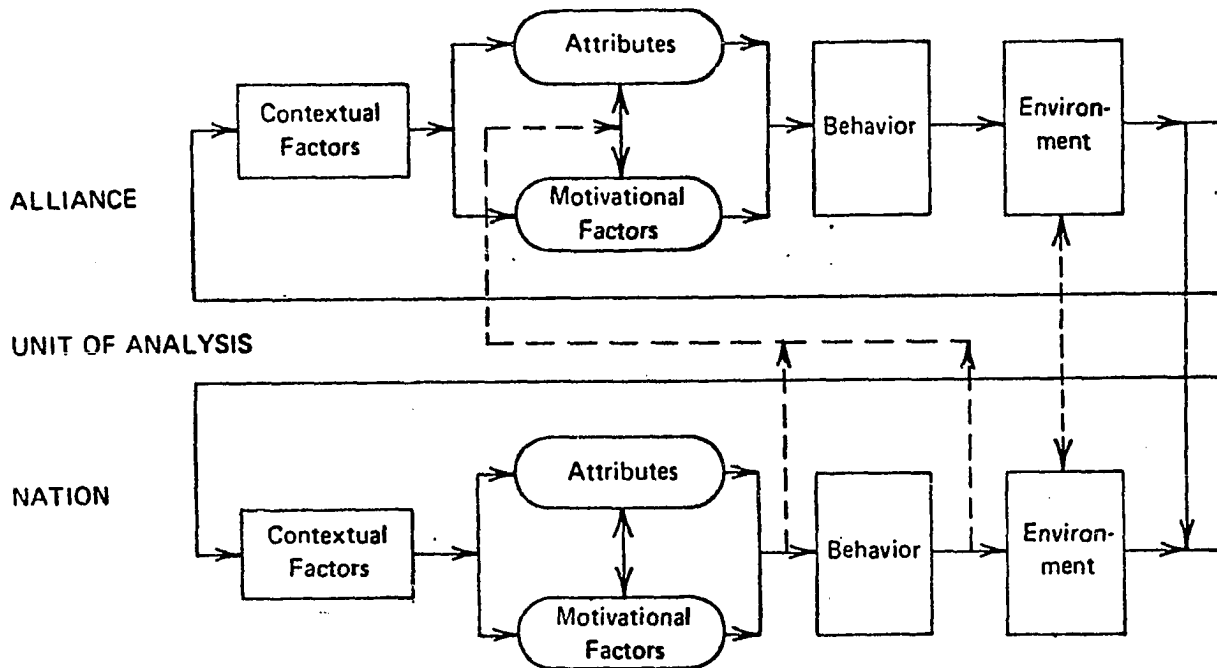 Attributes
Contextual
Factors
Behavior
Environ-
ment
Motivational
Factors
ALLIANCE
UNIT OF ANALYSIS
NATION
Attributes
Contextual
Factors
Behavior
Environ-
ment
Motivational
Factors